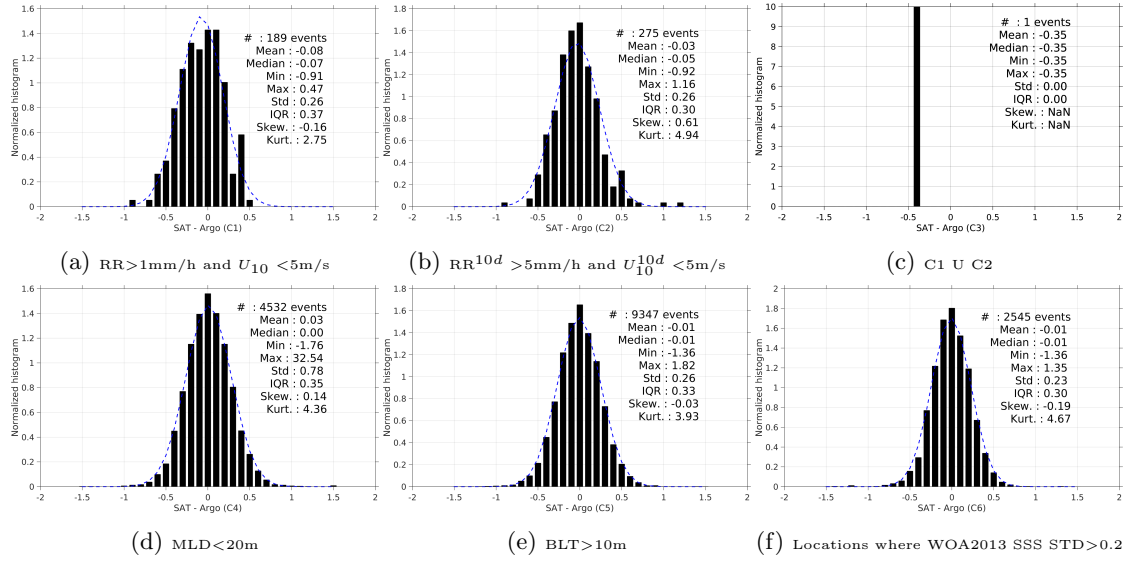 1.6
1.4
1.2
1
0.8
0.6
0.4
0.2
0
Normalized histogram
# : 189 events
Mean : -0.08
Median : -0.07
Min : -0.91
Max : 0.47
Std : 0.26
IQR : 0.37
Skew. : -0.16
Kurt. : 2.75
-2 -1.5 -1 -0.5 0 0.5 1 1.5 2
SAT - Argo (C1)
(a) RR>1mm/h and U10 <5m/s
1.8
1.6
1.4
1.2
1
0.8
0.6
0.4
0.2
0
Normalized histogram
# : 275 events
Mean : -0.03
Median : -0.05
Min : -0.92
Max : 1.16
Std : 0.26
IQR : 0.30
Skew. : 0.61
Kurt. : 4.94
-2 -1.5 -1 -0.5 0 0.5 1 1.5 2
SAT - Argo (C2)
(b) RR^10d >5mm/h and U_10^10d <5m/s
10
9
8
7
6
5
4
3
2
1
0
Normalized histogram
# : 1 events
Mean : -0.35
Median : -0.35
Min : -0.35
Max : -0.35
Std : 0.00
IQR : 0.00
Skew. : NaN
Kurt. : NaN
-2 -1.5 -1 -0.5 0 0.5 1 1.5 2
SAT - Argo (C3)
(c) C1 U C2
1.6
1.4
1.2
1
0.8
0.6
0.4
0.2
0
Normalized histogram
# : 4532 events
Mean : 0.03
Median : 0.00
Min : -1.76
Max : 32.54
Std : 0.78
IQR : 0.35
Skew. : 0.14
Kurt. : 4.36
-2 -1.5 -1 -0.5 0 0.5 1 1.5 2
SAT - Argo (C4)
(d) MLD<20m
1.8
1.6
1.4
1.2
1
0.8
0.6
0.4
0.2
0
Normalized histogram
# : 9347 events
Mean : -0.01
Median : -0.01
Min : -1.36
Max : 1.82
Std : 0.26
IQR : 0.33
Skew. : -0.03
Kurt. : 3.93
-2 -1.5 -1 -0.5 0 0.5 1 1.5 2
SAT - Argo (C5)
(e) BLT>10m
2
1.8
1.6
1.4
1.2
1
0.8
0.6
0.4
0.2
0
Normalized histogram
# : 2545 events
Mean : -0.01
Median : -0.01
Min : -1.36
Max : 1.35
Std : 0.23
IQR : 0.30
Skew. : -0.19
Kurt. : 4.67
-2 -1.5 -1 -0.5 0 0.5 1 1.5 2
SAT - Argo (C6)
(f) Locations where WOA2013 SSS STD>0.2